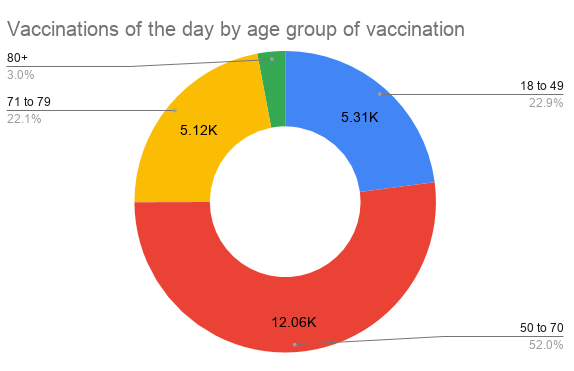 Vaccinations of the day by age group of vaccination
80+
3.0%
71 to 79
22.1%
18 to 49
22.9%
5.31K
5.12K
12.06K
50 to 70
52.0%